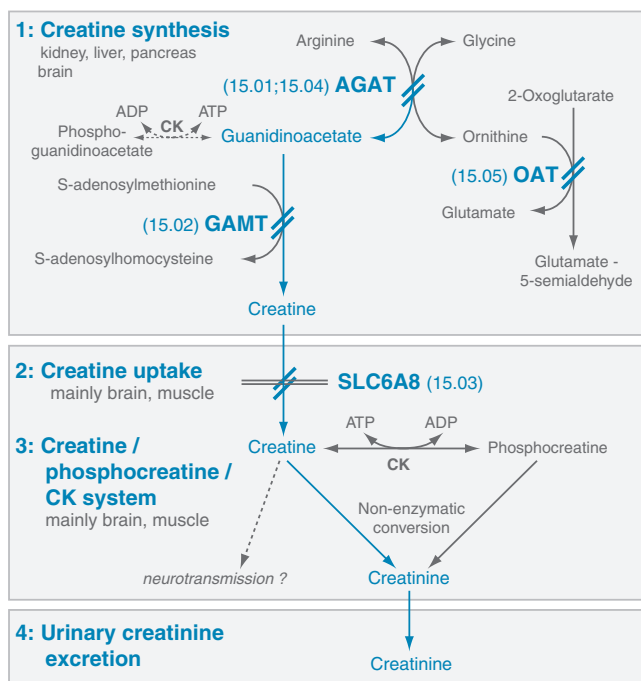 1: Creatine synthesis
kidney, liver, pancreas
brain
Arginine
Glycine
(15.01;15.04) AGAT
2-Oxoglutarate
ADP
ATP
CK
Phospho-
guanidinoacetate
Guanidinoacetate
Ornithine
S-adenosylmethionine
(15.05) OAT
(15.02) GAMT
Glutamate
S-adenosylhomocysteine
Glutamate -
5-semialdehyde
Creatine
2: Creatine uptake
mainly brain, muscle
SLC6A8 (15.03)
3: Creatine /
phosphocreatine /
CK system
mainly brain, muscle
ATP
ADP
Creatine
CK
Phosphocreatine
Non-enzymatic
conversion
neurotransmission ?
Creatinine
4: Urinary creatinine
excretion
Creatinine